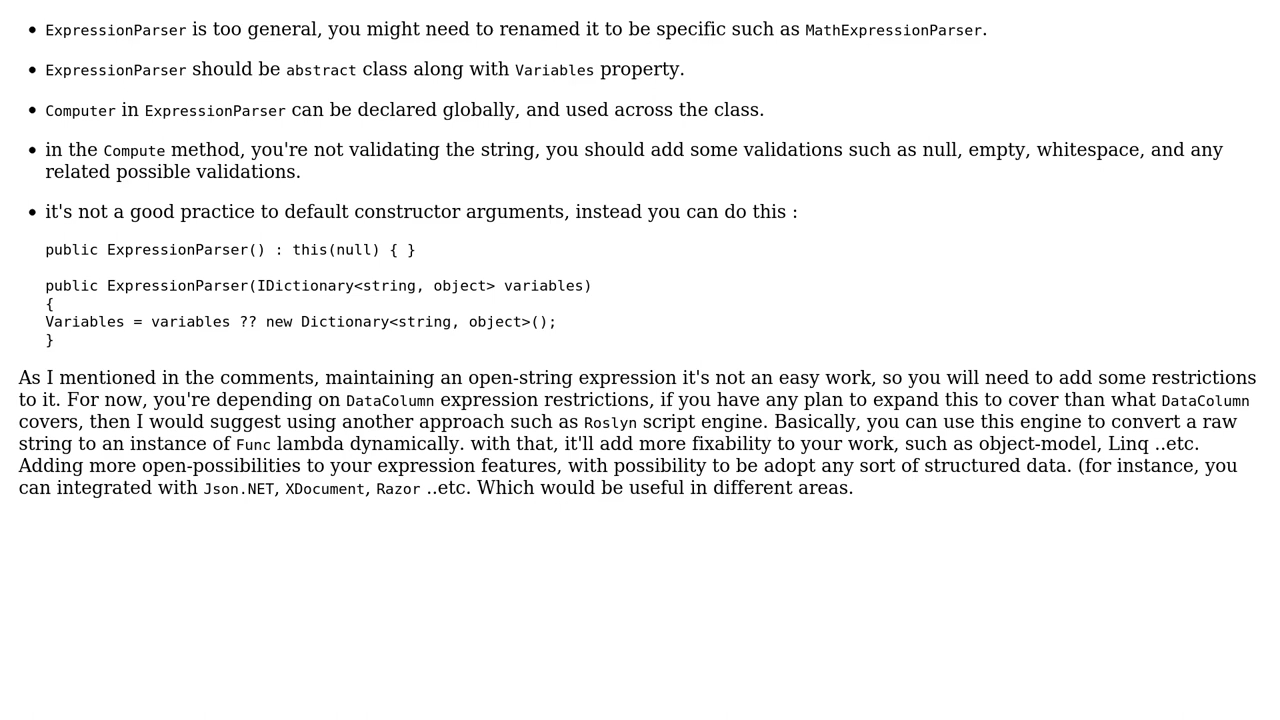 ExpressionParser is too general, you might need to renamed it to be specific such as MathExpressionParser.
ExpressionParser should be abstract class along with Variables property.
Computer in ExpressionParser can be declared globally, and used across the class.
in the Compute method, you're not validating the string, you should add some validations such as null, empty, whitespace, and any
related possible validations.
it's not a good practice to default constructor arguments, instead you can do this :
public ExpressionParser() : this(null) { }
public ExpressionParser(IDictionary<string, object> variables)
{
Variables = variables ?? new Dictionary<string, object>();
}
As I mentioned in the comments, maintaining an open-string expression it's not an easy work, so you will need to add some restrictions
to it. For now, you're depending on DataColumn expression restrictions, if you have any plan to expand this to cover than what DataColumn
covers, then I would suggest using another approach such as Roslyn script engine. Basically, you can use this engine to convert a raw
string to an instance of Func lambda dynamically. with that, it'll add more fixability to your work, such as object-model, Linq ..etc.
Adding more open-possibilities to your expression features, with possibility to be adopt any sort of structured data. (for instance, you
can integrated with Json.NET, XDocument, Razor ..etc. Which would be useful in different areas.